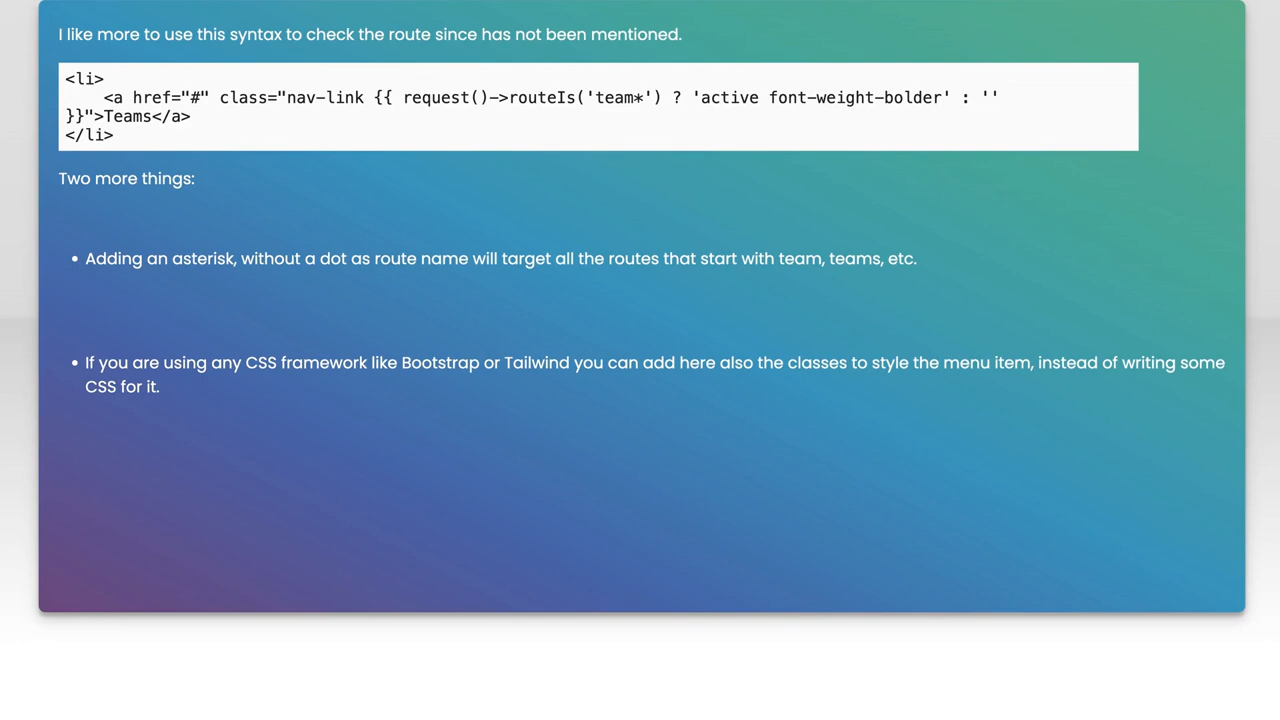 I like more to use this syntax to check the route since has not been mentioned.
<li>
    <a href="#" class="nav-link {{ request()->routeIs('team*') ? 'active font-weight-bolder' : ''
}}">Teams</a>
</li>
Two more things:
• Adding an asterisk, without a dot as route name will target all the routes that start with team, teams, etc.
• If you are using any CSS framework like Bootstrap or Tailwind you can add here also the classes to style the menu item, instead of writing some
CSS for it.